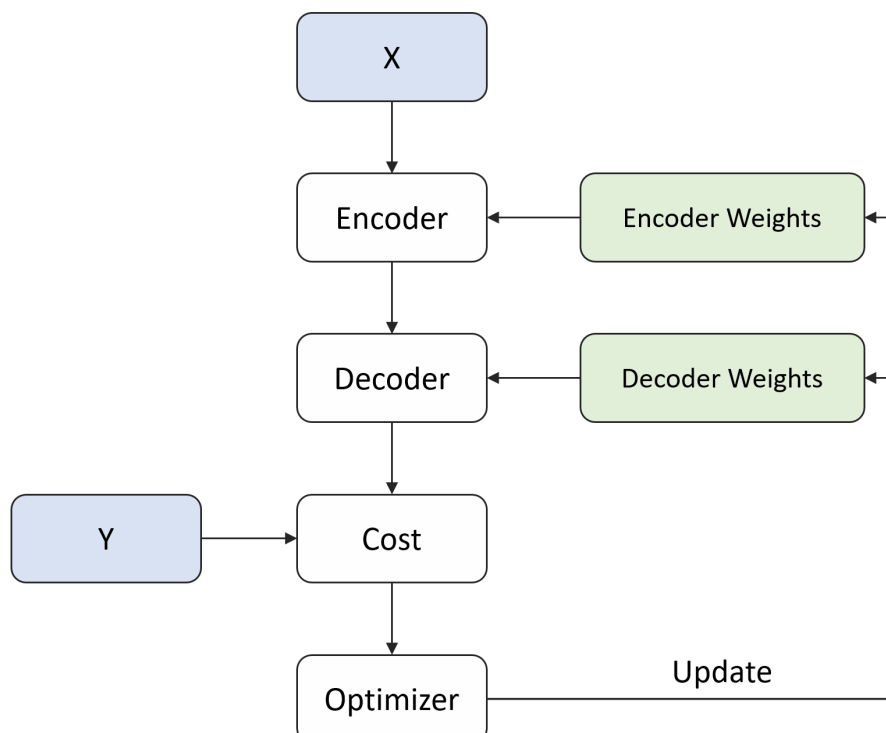 X
Encoder
Encoder Weights
Decoder
Decoder Weights
Y
Cost
Update
Optimizer